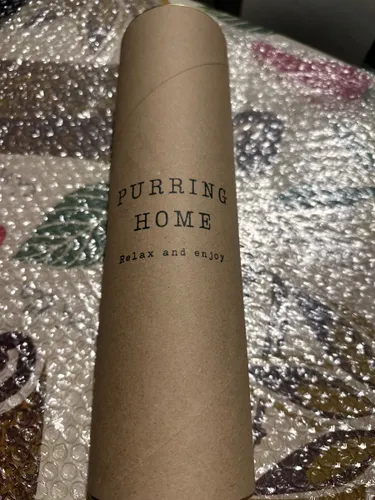 PURRING
HOME
Relax and enjoy